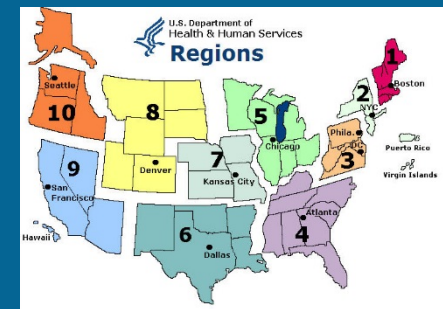 U.S. Department of
Health & Human Services
Regions
1
Seattle
Boston
2
NYC
10
8
5
Phila.
Chicago
DC
3
Puerto Rico
7
Denver
9
Kansas City
Virgin Islands
San
Francisco
Atlanta
Hawaii
6
4
Dallas